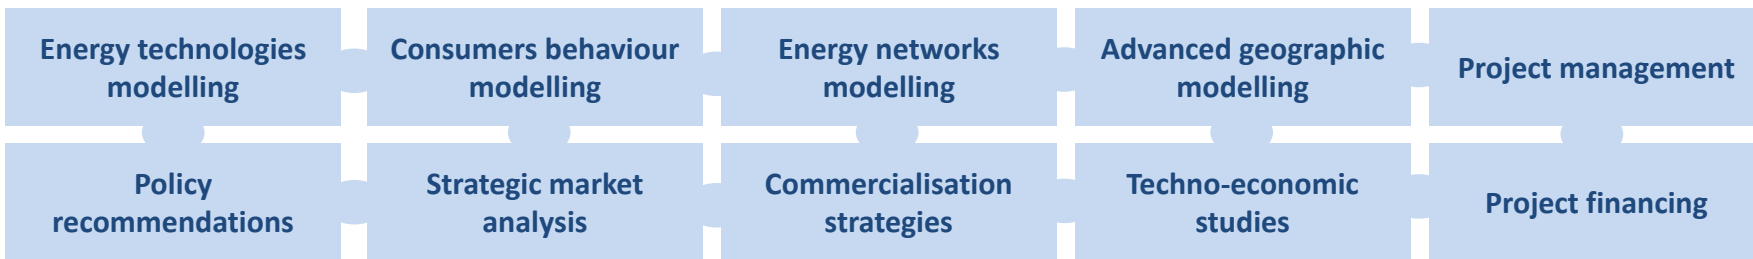 Energy technologies
modelling
Consumers behaviour
modelling
Energy networks
modelling
Advanced geographic
modelling
Project management
Policy
recommendations
Strategic market
analysis
Commercialisation
strategies
Techno-economic
studies
Project financing